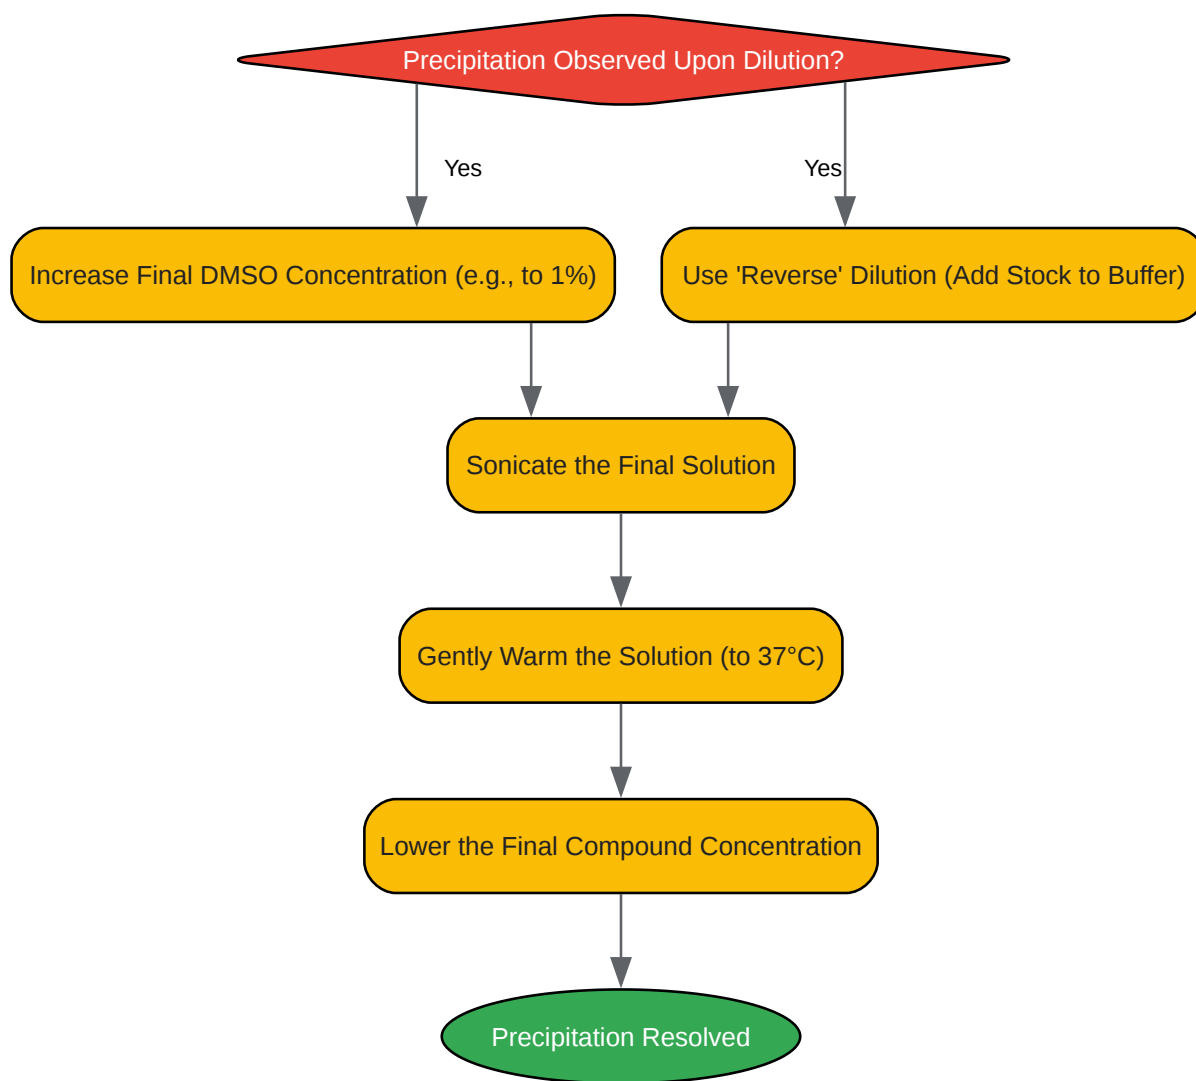 Precipitation Observed Upon Dilution?
Yes
Yes
Increase Final DMSO Concentration (e.g., to 1%)
Use 'Reverse' Dilution (Add Stock to Buffer)
Sonicate the Final Solution
Gently Warm the Solution (to 37°C)
Lower the Final Compound Concentration
Precipitation Resolved